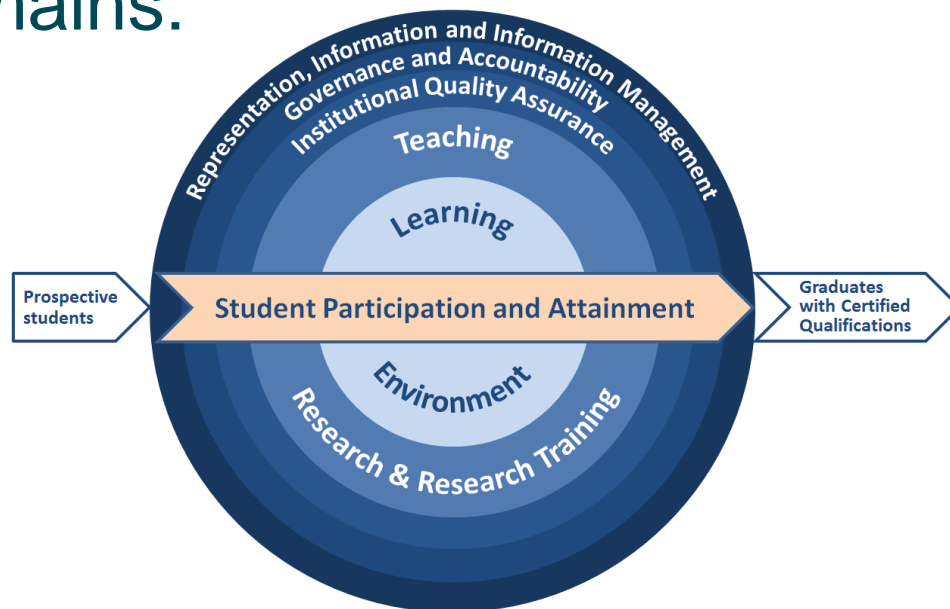 Representation, Information and Information Management
Governance and Accountability
Institutional Quality Assurance
Teaching
Learning
Prospective
students
Student Participation and Attainment
Graduates
with Certified
Qualifications
Environment
Research & Research Training